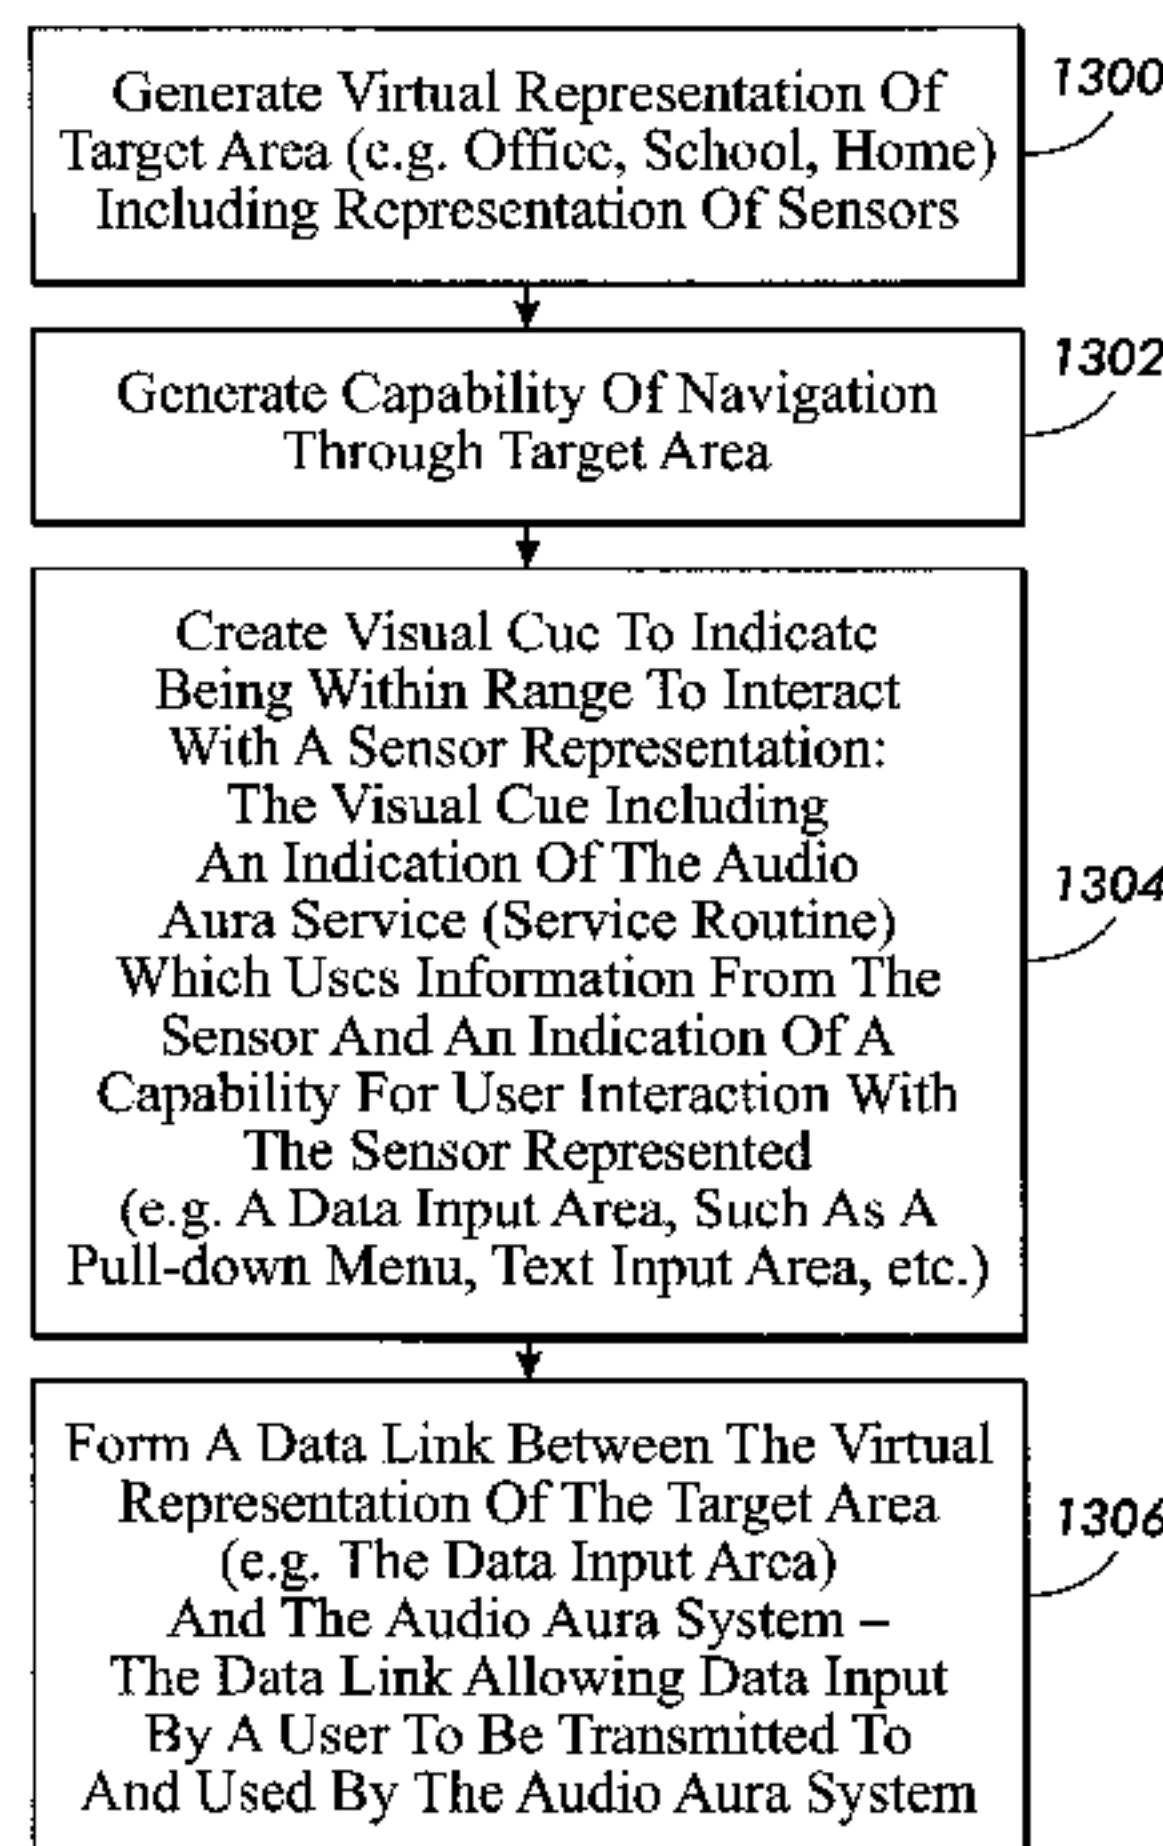 Generate Virtual Representation Of
Target Area (e.g. Office, School, Home)
Including Representation Of Sensors
1300
Generate Capability Of Navigation
Through Target Area
1302
Create Visual Cue To Indicate
Being Within Range To Interact
With A Sensor Representation:
The Visual Cue Including
An Indication Of The Audio
Aura Service (Service Routine)
Which Uses Information From The
Sensor And An Indication Of A
Capability For User Interaction With
The Sensor Represented
(e.g. A Data Input Area, Such As A
Pull-down Menu, Text Input Area, etc.)
1304
Form A Data Link Between The Virtual
Representation Of The Target Area
(e.g. The Data Input Area)
And The Audio Aura System –
The Data Link Allowing Data Input
By A User To Be Transmitted To
And Used By The Audio Aura System
1306